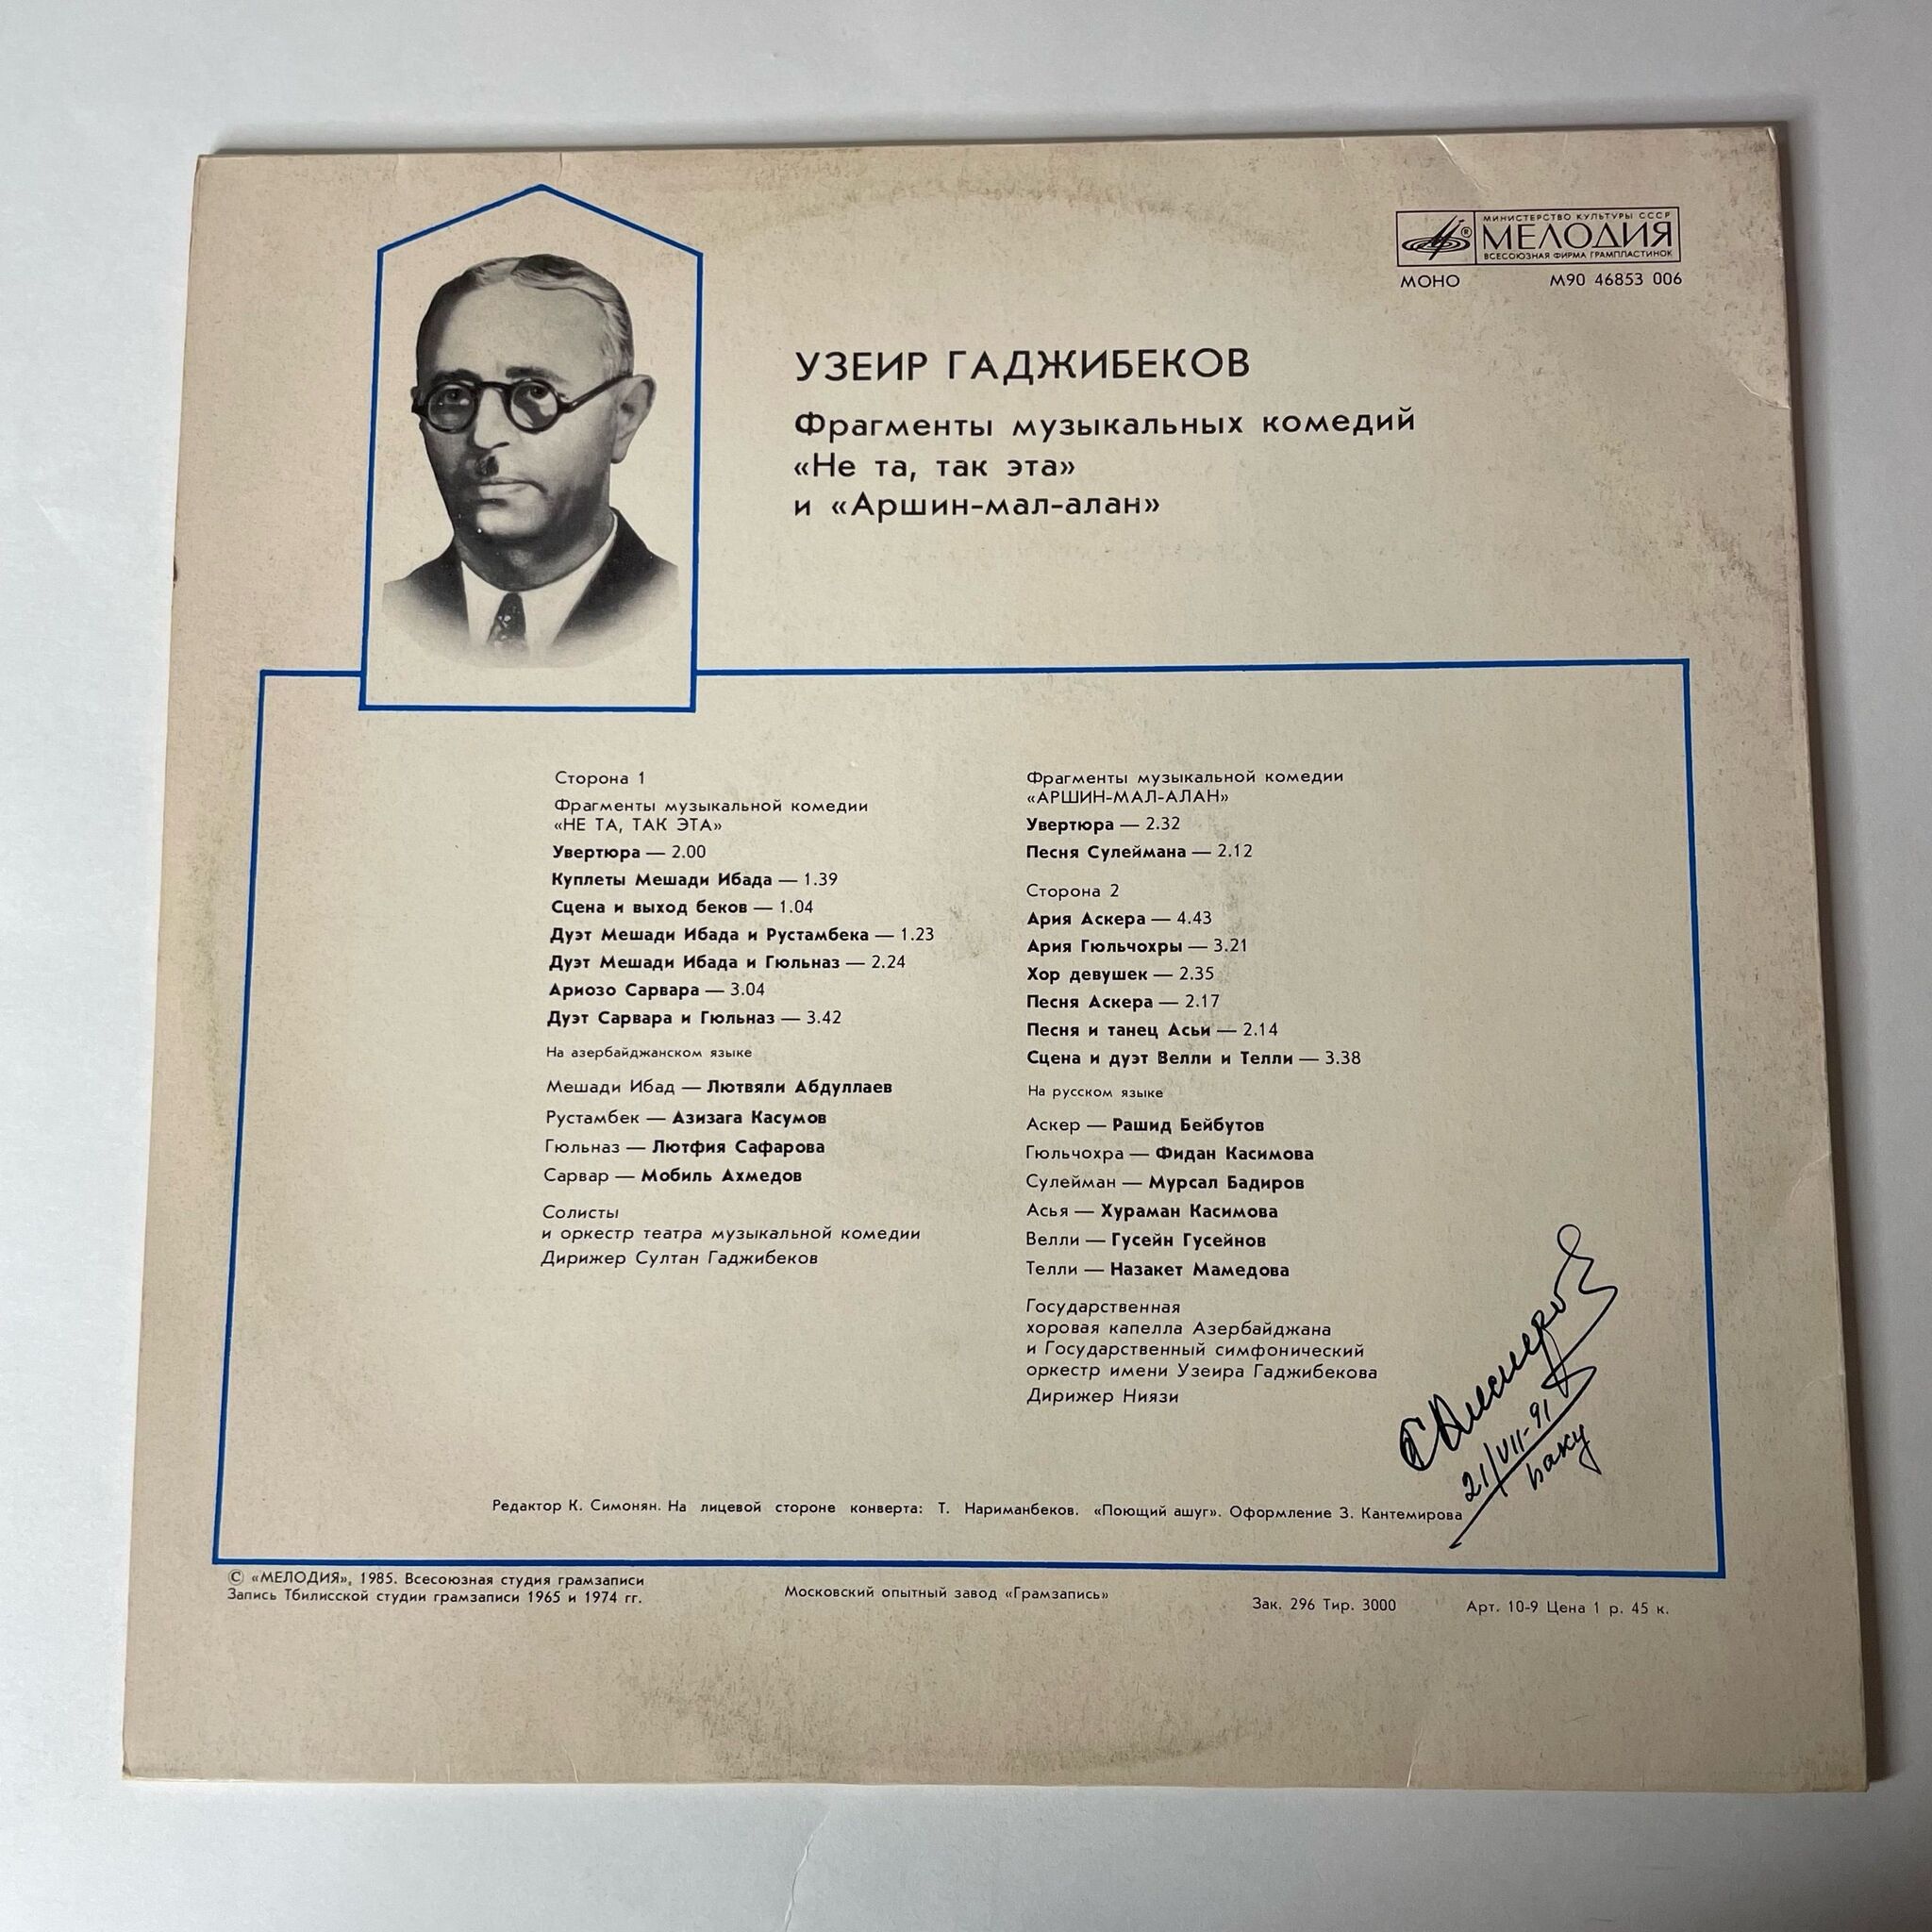 МИНИСТЕРСТВО КУЛЬТУРЫ СССР
МЕЛОДИЯ
ВСЕСОЮЗНАЯ ФИРМА ГРАМПЛАСТИНОК
МОНО М90 46853 006
УЗЕИР ГАДЖИБЕКОВ
Фрагменты музыкальных комедий
«Не та, так эта»
и «Аршин-мал-алан»
Сторона 1
Фрагменты музыкальной комедии
«НЕ ТА, ТАК ЭТА»
Увертюра — 2.00
Куплеты Мешади Ибада — 1.39
Сцена и выход беков — 1.04
Дуэт Мешади Ибада и Рустамбека — 1.23
Дуэт Мешади Ибада и Гюльназ — 2.24
Ариозо Сарвара — 3.04
Дуэт Сарвара и Гюльназ — 3.42
На азербайджанском языке
Мешади Ибад — Лютвяли Абдуллаев
Рустамбек — Азизага Касумов
Гюльназ — Лютфия Сафарова
Сарвар — Мобиль Ахмедов
Солисты
и оркестр театра музыкальной комедии
Дирижер Султан Гаджибеков
Фрагменты музыкальной комедии
«АРШИН-МАЛ-АЛАН»
Увертюра — 2.32
Песня Сулеймана — 2.12
Сторона 2
Ария Аскера — 4.43
Ария Гюльчохры — 3.21
Хор девушек — 2.35
Песня Аскера — 2.17
Песня и танец Асьи — 2.14
Сцена и дуэт Велли и Телли — 3.38
На русском языке
Аскер — Рашид Бейбутов
Гюльчохра — Фидан Касимова
Сулейман — Мурсал Бадиров
Асья — Хураман Касимова
Велли — Гусейн Гусейнов
Телли — Назакет Мамедова
Государственная
хоровая капелла Азербайджана
и Государственный симфонический
оркестр имени Узеира Гаджибекова
Дирижер Ниязи
21/VII-91
Баку
Редактор К. Симонян. На лицевой стороне конверта: Т. Нариманбеков. «Поющий ашуг». Оформление З. Кантемирова
© «МЕЛОДИЯ», 1985. Всесоюзная студия грамзаписи
Запись Тбилисской студии грамзаписи 1965 и 1974 гг.
Московский опытный завод «Грамзапись»
Зак. 296 Тир. 3000
Арт. 10-9 Цена 1 р. 45 к.